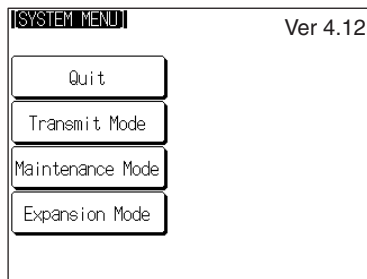 [SYSTEM MENU]
Ver 4.12
Quit
Transmit Mode
Maintenance Mode
Expansion Mode